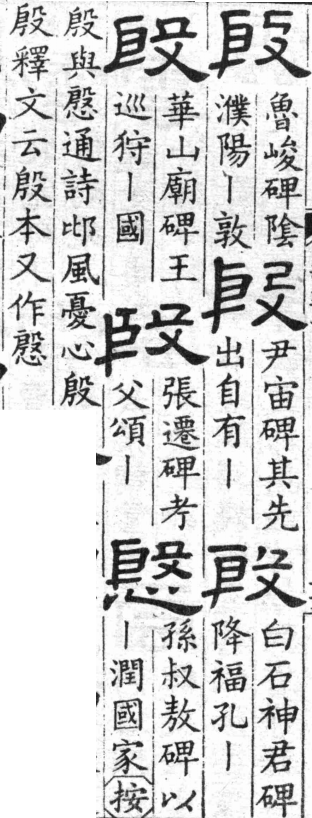 殷
魯峻碑陰
濮陽丨敦
殷
尹宙碑其先
出自有丨
殷
白石神君碑
降福孔丨
殷
華山廟碑王
巡狩丨國
殷
張遷碑考
父頌丨
慇
孫叔敖碑以
丨潤國家按
殷與慇通詩邶風憂心殷
殷釋文云殷本又作慇